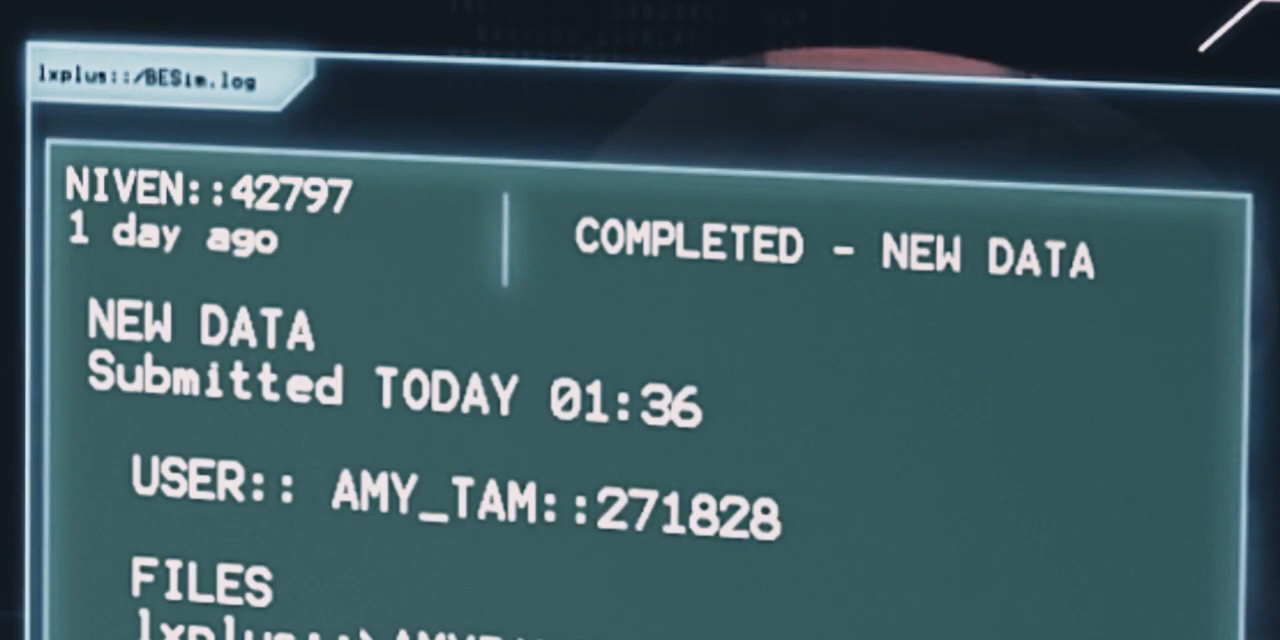 lxplus::/BESim.log
NIVEN::42797
1 day ago
COMPLETED - NEW DATA
NEW DATA
Submitted TODAY 01:36
USER:: AMY_TAM::271828
FILES